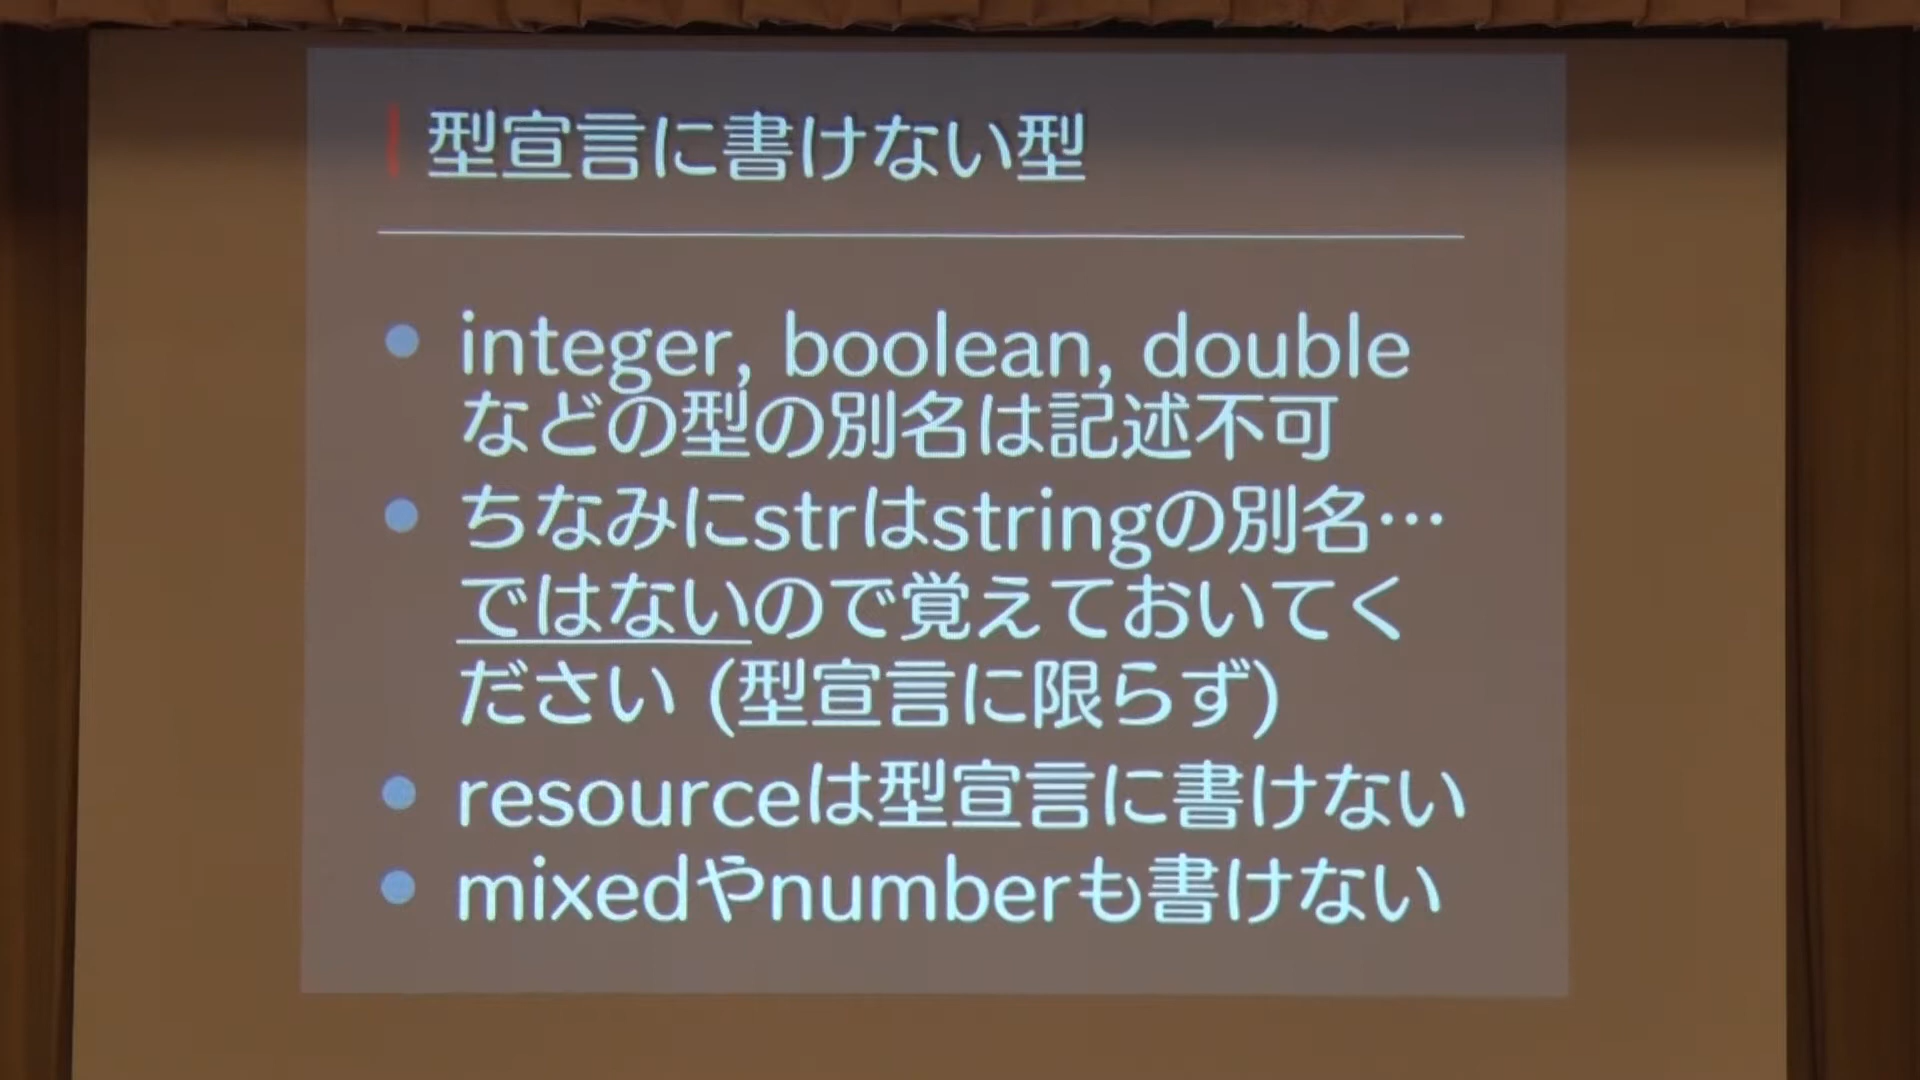 型宣言に書けない型
integer, boolean, double
などの型の別名は記述不可
ちなみにstrはstringの別名…
ではないので覚えておいてく
ださい (型宣言に限らず)
resourceは型宣言に書けない
mixedやnumberも書けない